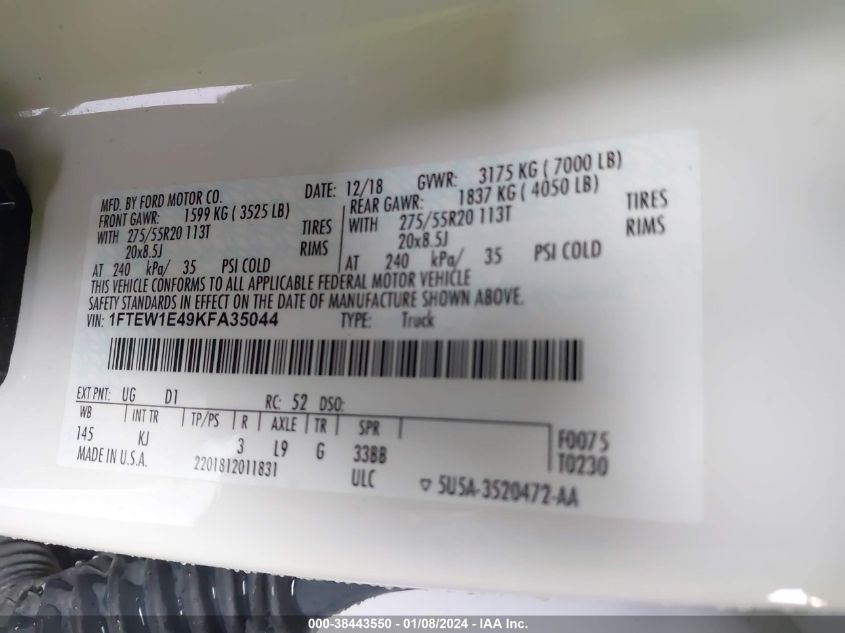 MFD. BY FORD MOTOR CO. DATE: 12/18 GVWR: 3175 KG ( 7000 LB)
FRONT GAWR: 1599 KG ( 3525 LB) REAR GAWR: 1837 KG ( 4050 LB)
WITH 275/55R20 113T TIRES WITH 275/55R20 113T TIRES
20x8.5J RIMS 20x8.5J RIMS
AT 240 kPa/ 35 PSI COLD AT 240 kPa/ 35 PSI COLD
THIS VEHICLE CONFORMS TO ALL APPLICABLE FEDERAL MOTOR VEHICLE
SAFETY STANDARDS IN EFFECT ON THE DATE OF MANUFACTURE SHOWN ABOVE.
VIN: 1FTEW1E49KFA35044 TYPE: Truck
EXT PNT: UG D1 RC: 52 DSO:
WB INT TR TP/PS R AXLE TR SPR F0075
145 KJ 3 L9 G 33BB T0230
MADE IN U.S.A. 2201812011831 ULC ▽ 5U5A-3520472-AA
000-38443550 - 01/08/2024 - IAA Inc.